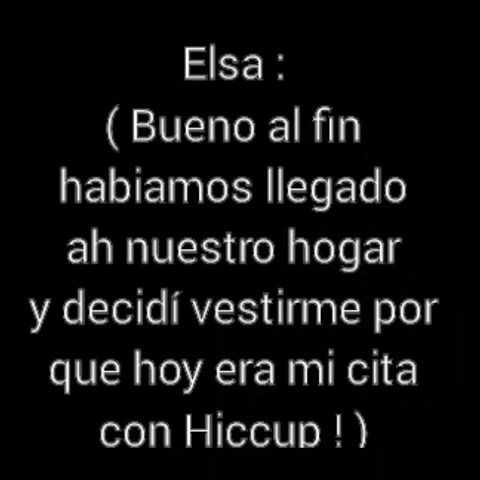 Elsa :
( Bueno al fin
habiamos llegado
ah nuestro hogar
y decidí vestirme por
que hoy era mi cita
con Hiccup ! )